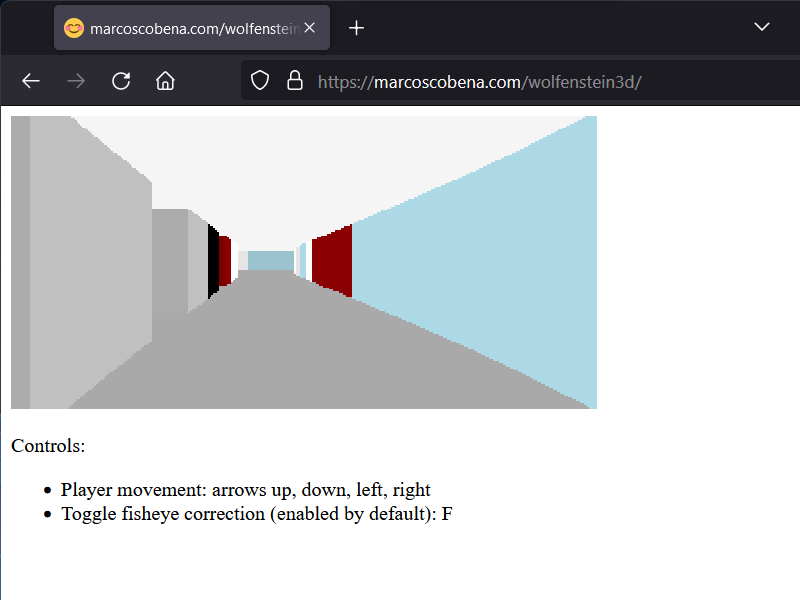 marcoscobena.com/wolfenstein
https://marcoscobena.com/wolfenstein3d/
Controls:
Player movement: arrows up, down, left, right
Toggle fisheye correction (enabled by default): F